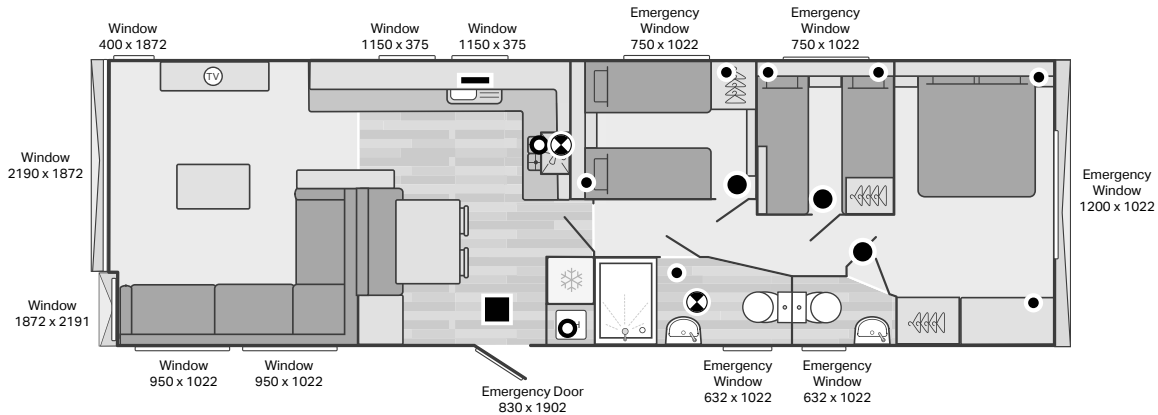 Window
400 x 1872
Window
1150 x 375
Window
1150 x 375
Emergency
Window
750 x 1022
Emergency
Window
750 x 1022
TV
Window
2190 x 1872
Emergency
Window
1200 x 1022
Window
1872 x 2191
Window
950 x 1022
Window
950 x 1022
Emergency Door
830 x 1902
Emergency
Window
632 x 1022
Emergency
Window
632 x 1022